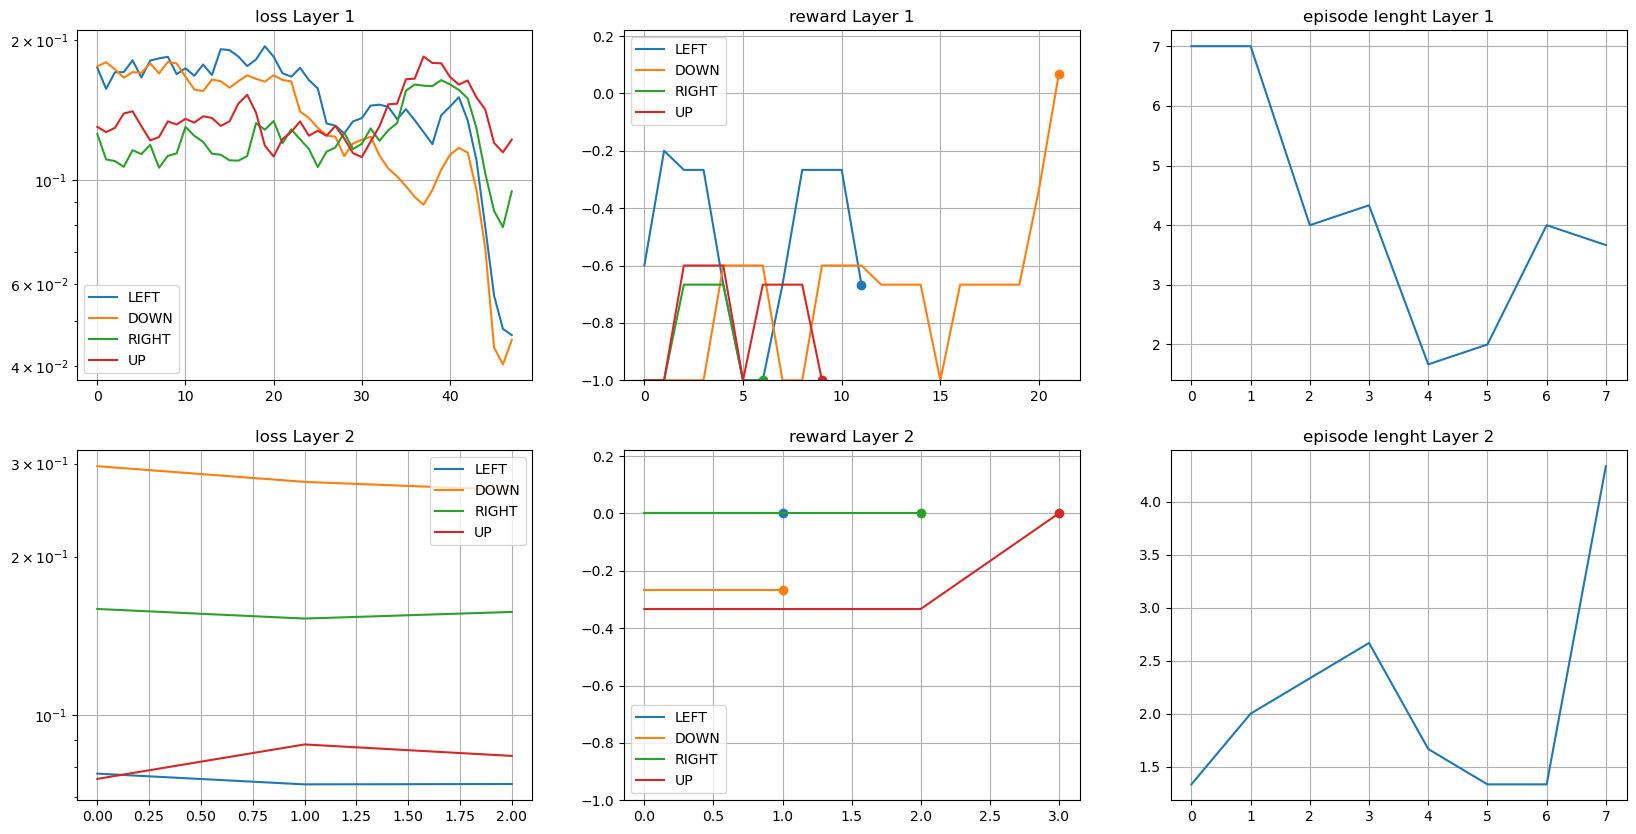 loss Layer 1
2 × 10⁻¹
10⁻¹
6 × 10⁻²
4 × 10⁻²
LEFT
DOWN
RIGHT
UP
0 10 20 30 40
reward Layer 1
0.2
0.0
−0.2
−0.4
−0.6
−0.8
−1.0
LEFT
DOWN
RIGHT
UP
0 5 10 15 20
episode lenght Layer 1
7
6
5
4
3
2
0 1 2 3 4 5 6 7
loss Layer 2
3 × 10⁻¹
2 × 10⁻¹
10⁻¹
LEFT
DOWN
RIGHT
UP
0.00 0.25 0.50 0.75 1.00 1.25 1.50 1.75 2.00
reward Layer 2
0.2
0.0
−0.2
−0.4
−0.6
−0.8
−1.0
LEFT
DOWN
RIGHT
UP
0.0 0.5 1.0 1.5 2.0 2.5 3.0
episode lenght Layer 2
4.0
3.5
3.0
2.5
2.0
1.5
0 1 2 3 4 5 6 7